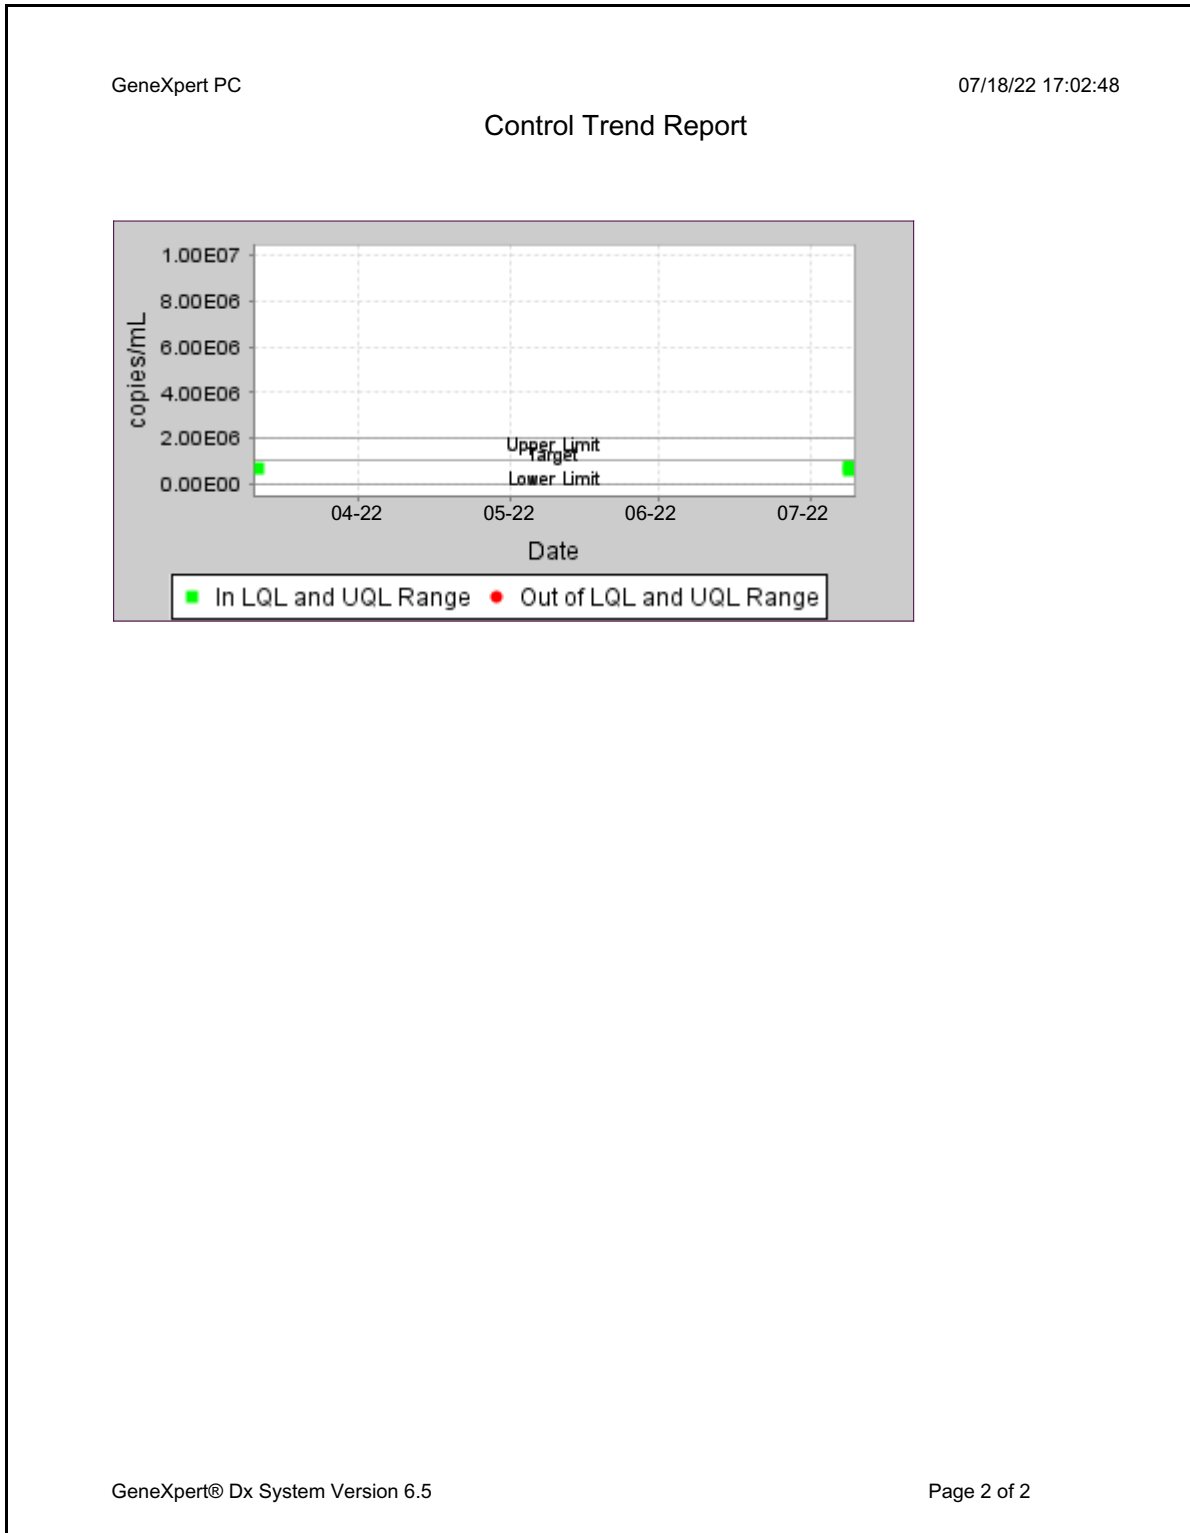 GeneXpert PC 07/18/22 17:02:48
Control Trend Report
1.00E07
8.00E06
6.00E06
4.00E06
2.00E06
0.00E00
copies/mL
Upper Limit
Target
Lower Limit
04-22 05-22 06-22 07-22
Date
In LQL and UQL Range Out of LQL and UQL Range
GeneXpert® Dx System Version 6.5 Page 2 of 2